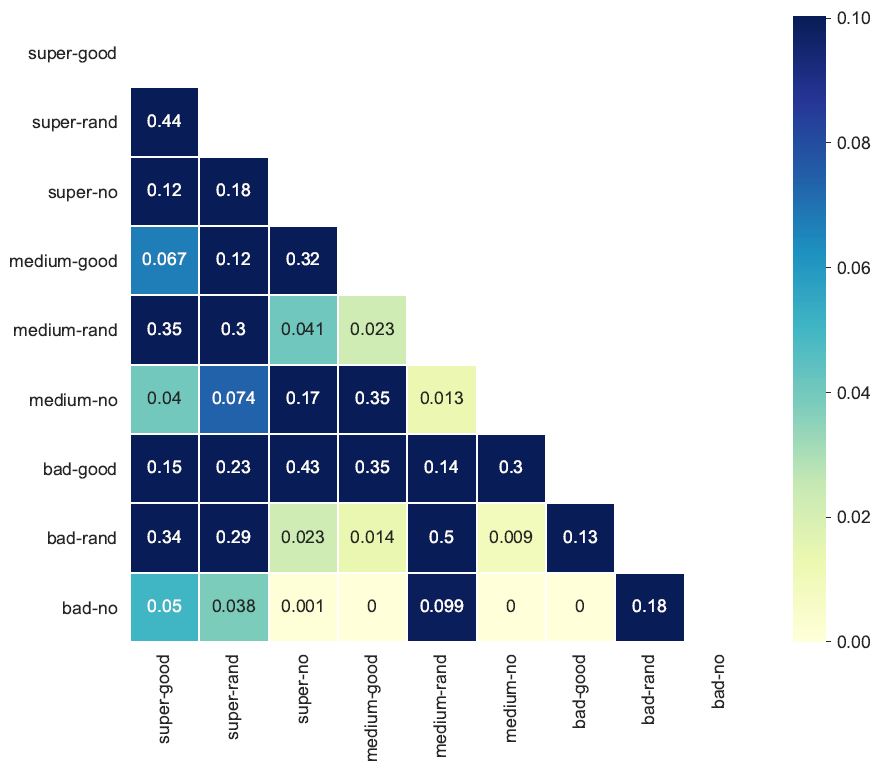 super-good
super-rand 0.44
super-no 0.12 0.18
medium-good 0.067 0.12 0.32
medium-rand 0.35 0.3 0.041 0.023
medium-no 0.04 0.074 0.17 0.35 0.013
bad-good 0.15 0.23 0.43 0.35 0.14 0.3
bad-rand 0.34 0.29 0.023 0.014 0.5 0.009 0.13
bad-no 0.05 0.038 0.001 0 0.099 0 0 0.18
super-good
super-rand
super-no
medium-good
medium-rand
medium-no
bad-good
bad-rand
bad-no
0.10
0.08
0.06
0.04
0.02
0.00